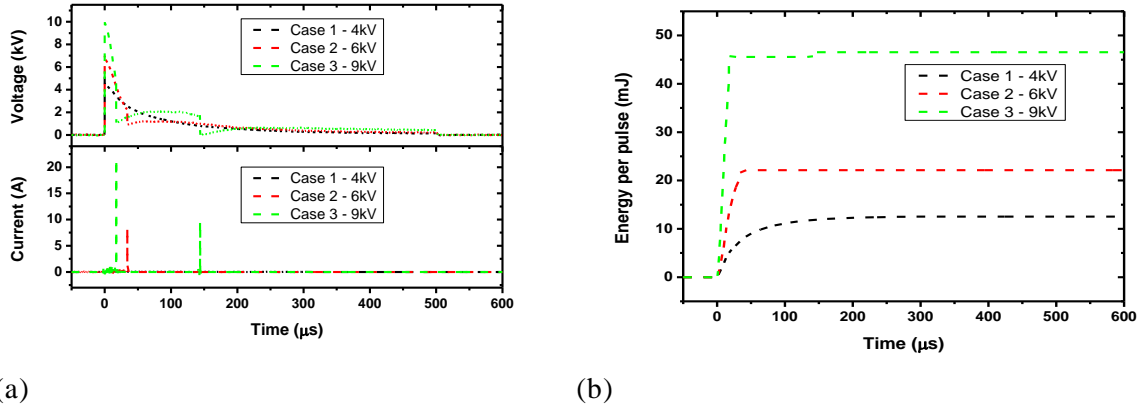 Voltage (kV)
10
8
6
4
2
0
Case 1 - 4kV
Case 2 - 6kV
Case 3 - 9kV
Current (A)
20
15
10
5
0
Case 1 - 4kV
Case 2 - 6kV
Case 3 - 9kV
0 100 200 300 400 500 600
Time (μs)
Energy per pulse (mJ)
50
40
30
20
10
0
Case 1 - 4kV
Case 2 - 6kV
Case 3 - 9kV
0 100 200 300 400 500 600
Time (μs)
(a)
(b)